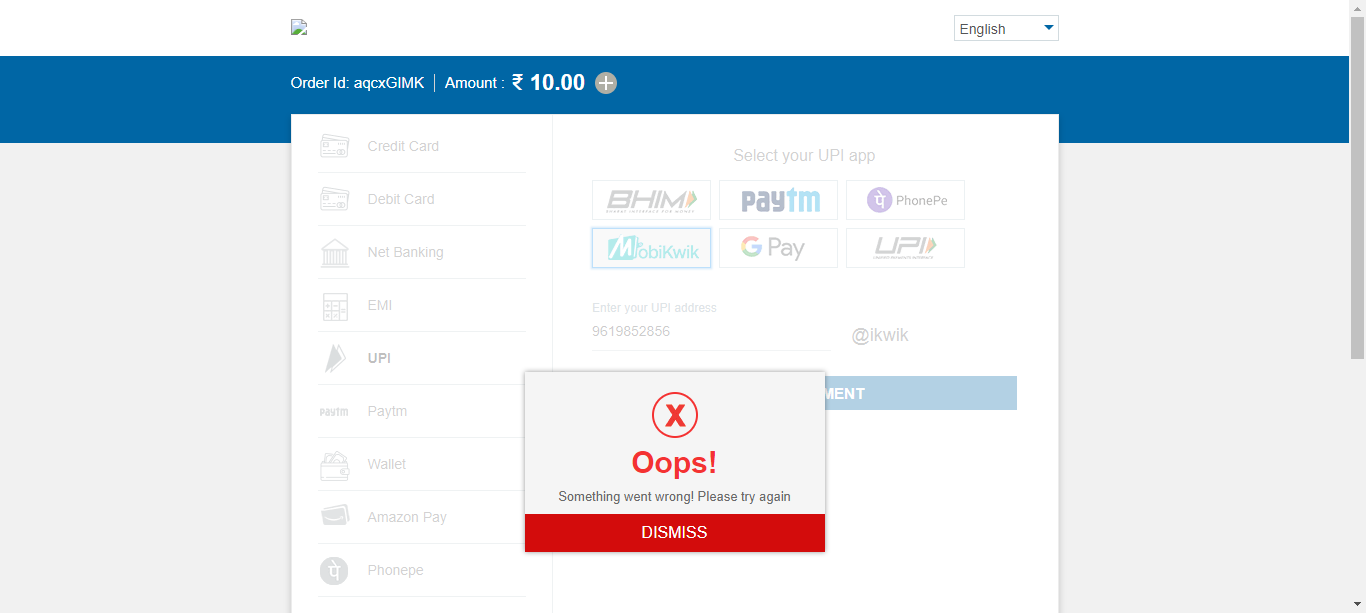 English
Order Id: aqcxGlMK | Amount : ₹ 10.00
Credit Card
Debit Card
Net Banking
EMI
UPI
Paytm
Paytm
Wallet
Amazon Pay
Phonepe
Select your UPI app
BHIM
Paytm
PhonePe
MobiKwik
G Pay
UPI
Enter your UPI address
9619852856
@ikwik
MENT
X
Oops!
Something went wrong! Please try again
DISMISS